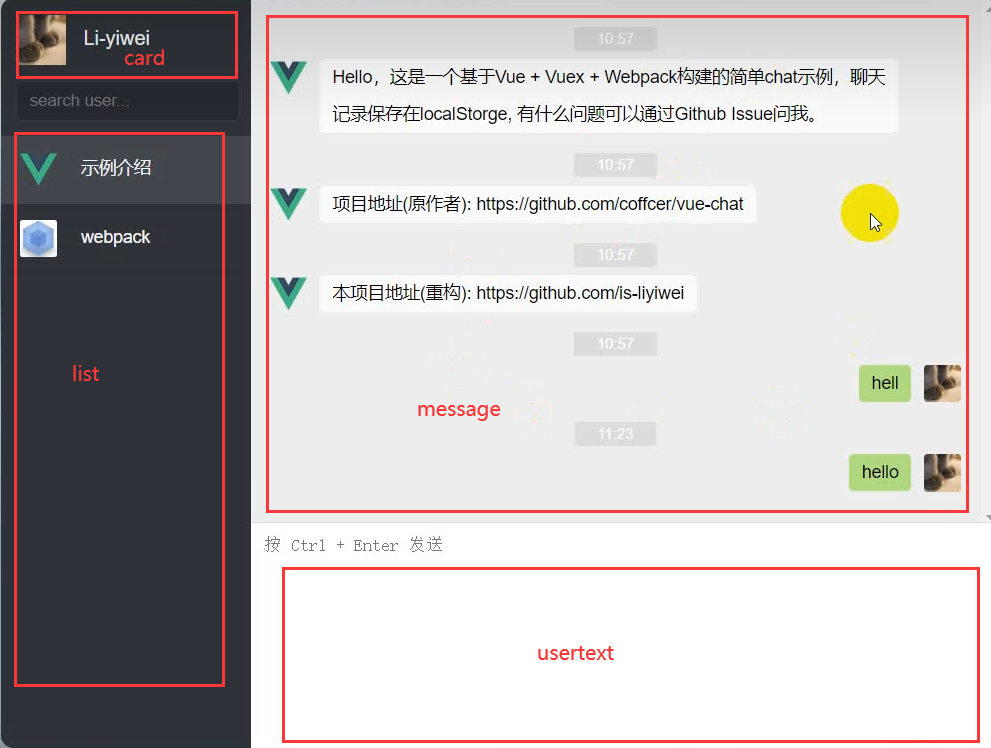 Li-yiwei
card
search user...
示例介绍
webpack
list
10:57
Hello，这是一个基于Vue + Vuex + Webpack构建的简单chat示例，聊天
记录保存在localStorge, 有什么问题可以通过Github Issue问我。
10:57
项目地址(原作者): https://github.com/coffcer/vue-chat
10:57
本项目地址(重构): https://github.com/is-liyiwei
10:57
hell
message
11:23
hello
按 Ctrl + Enter 发送
usertext